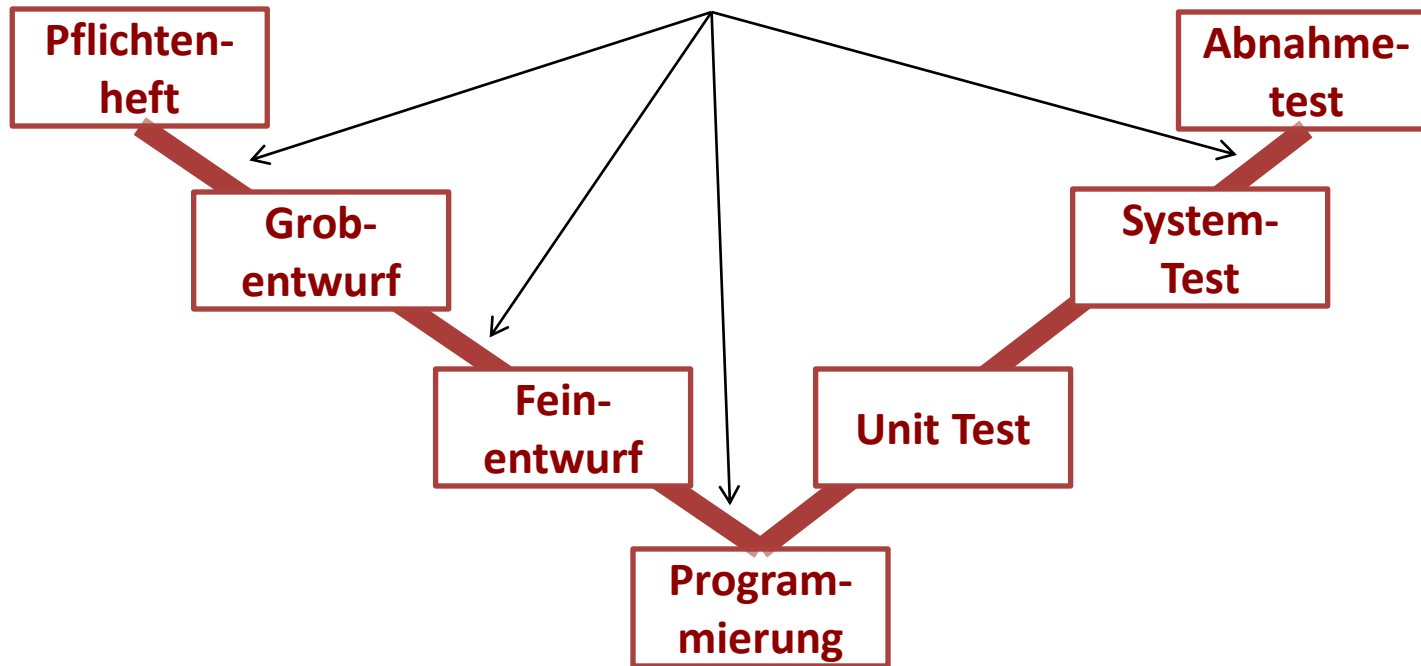 Pflichten-
heft
Abnahme-
test
Grob-
entwurf
System-
Test
Fein-
entwurf
Unit Test
Program-
mierung